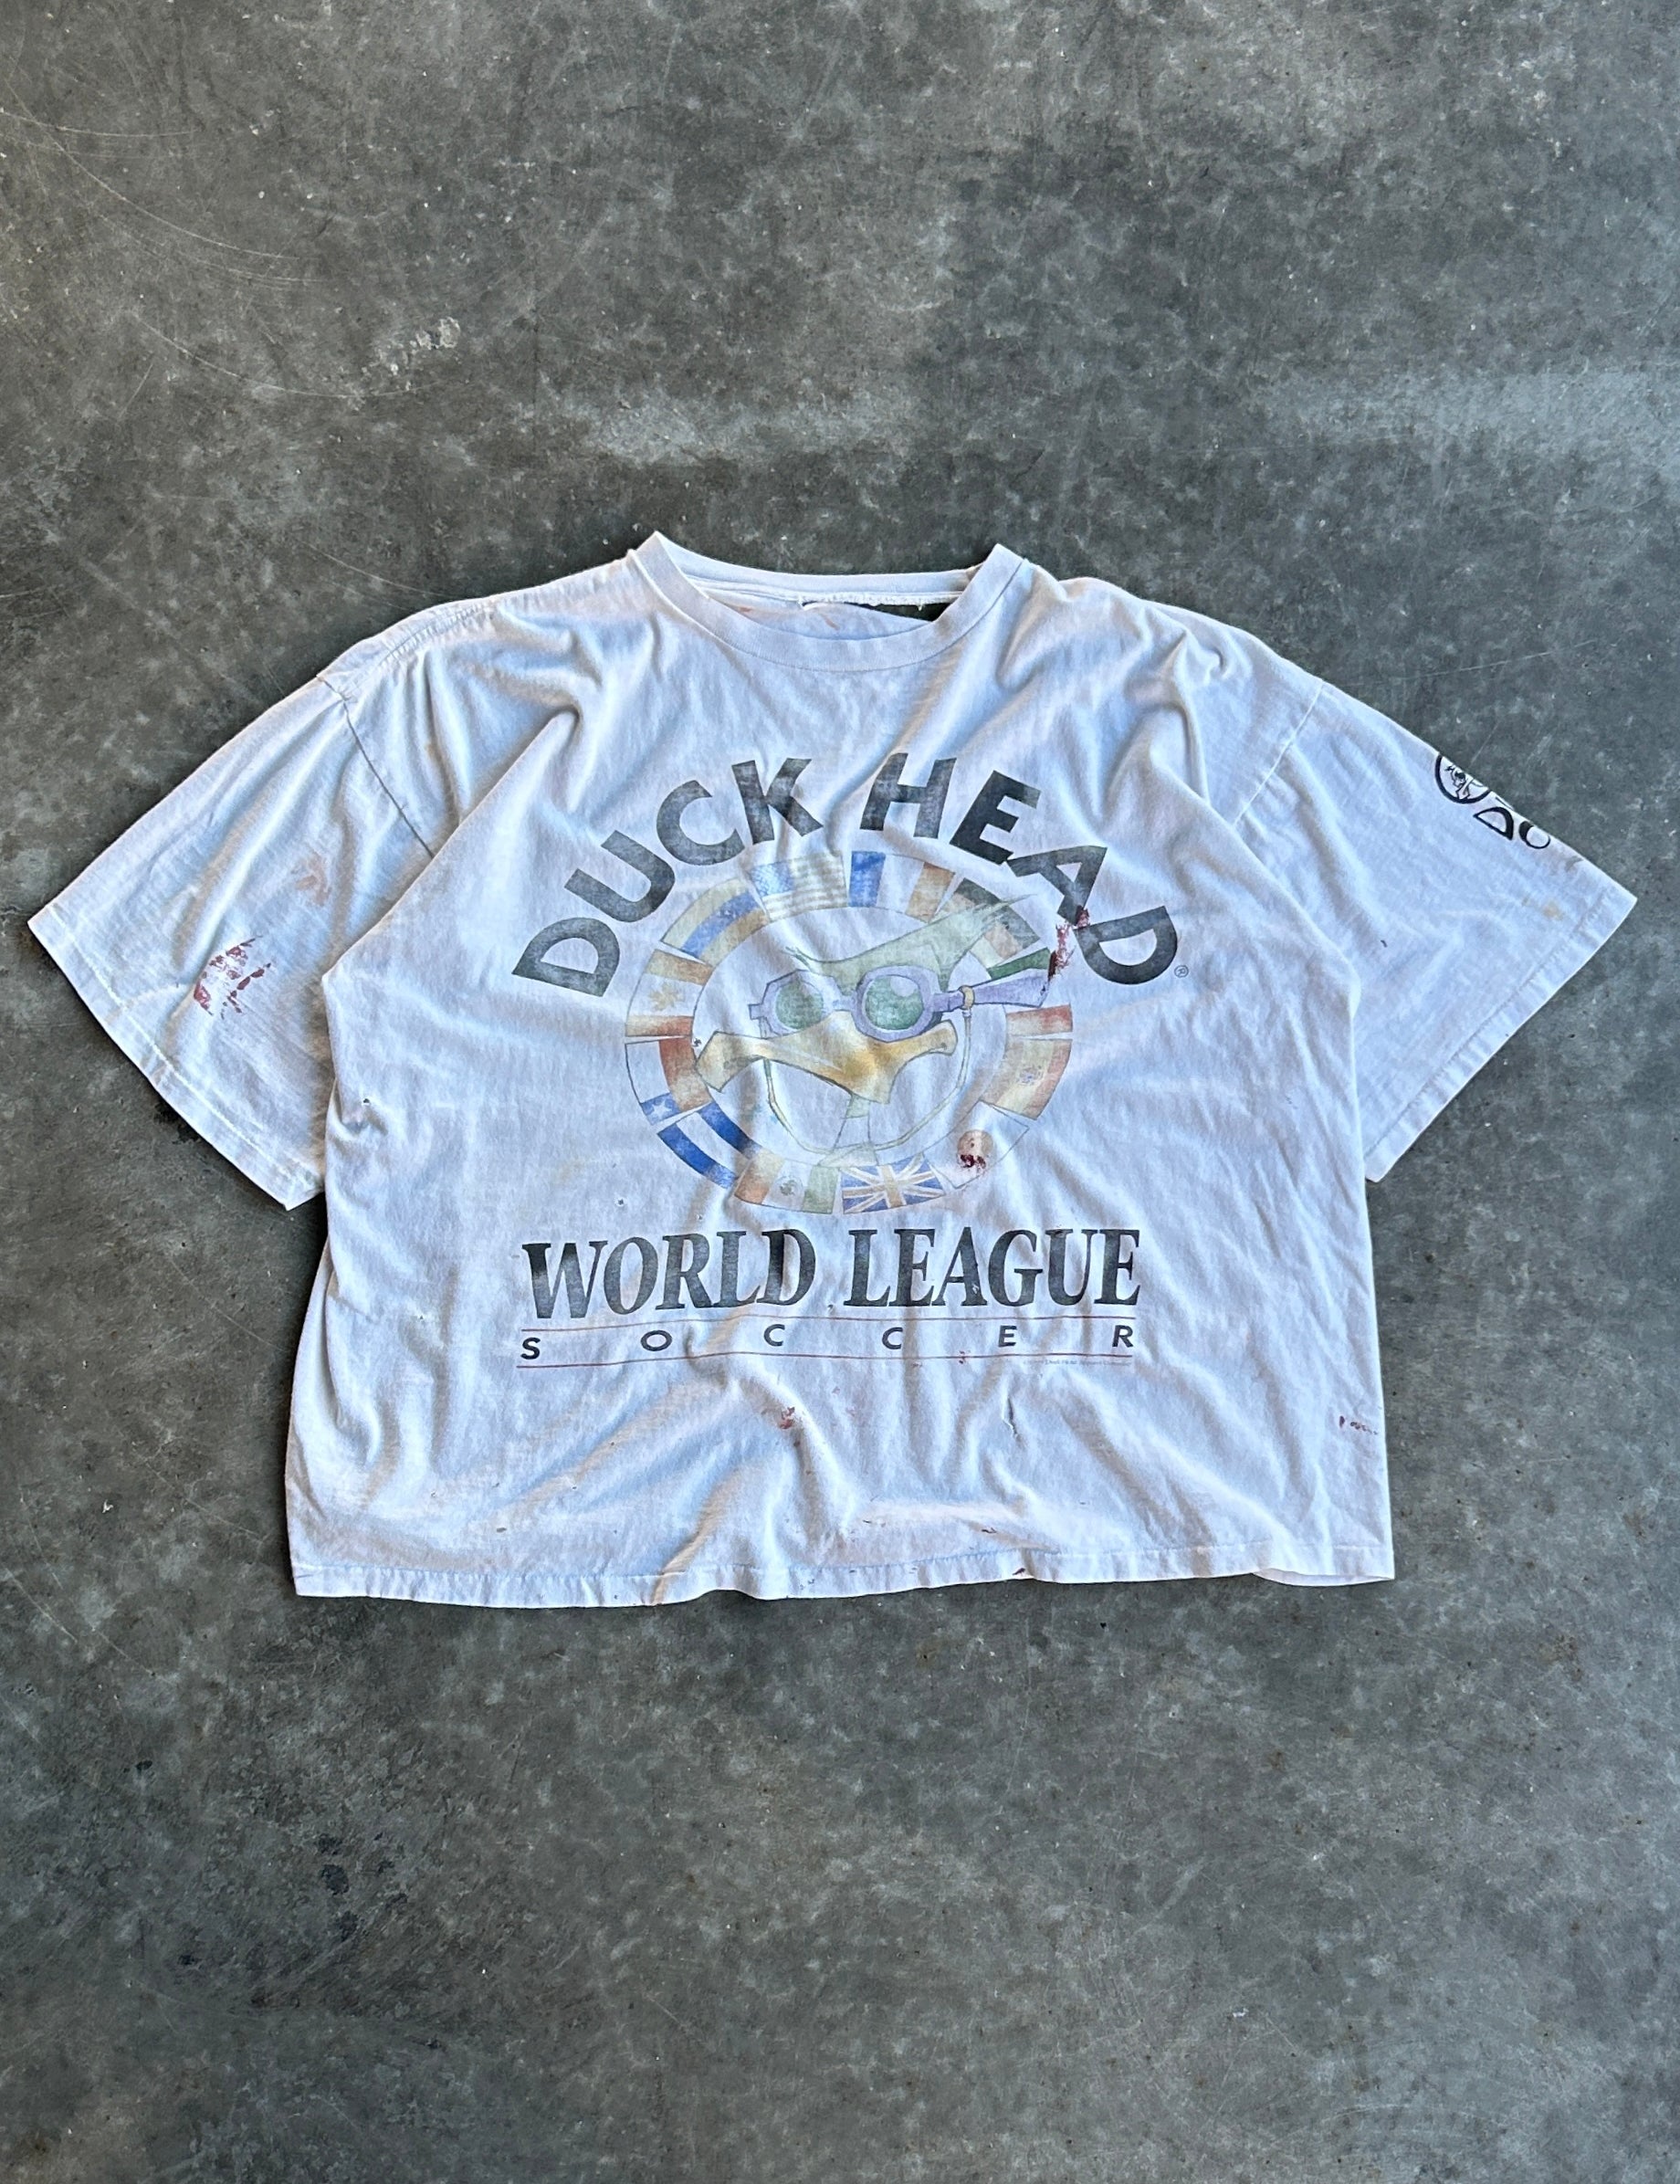 DUCK HEAD
®
WORLD LEAGUE
SOCCER